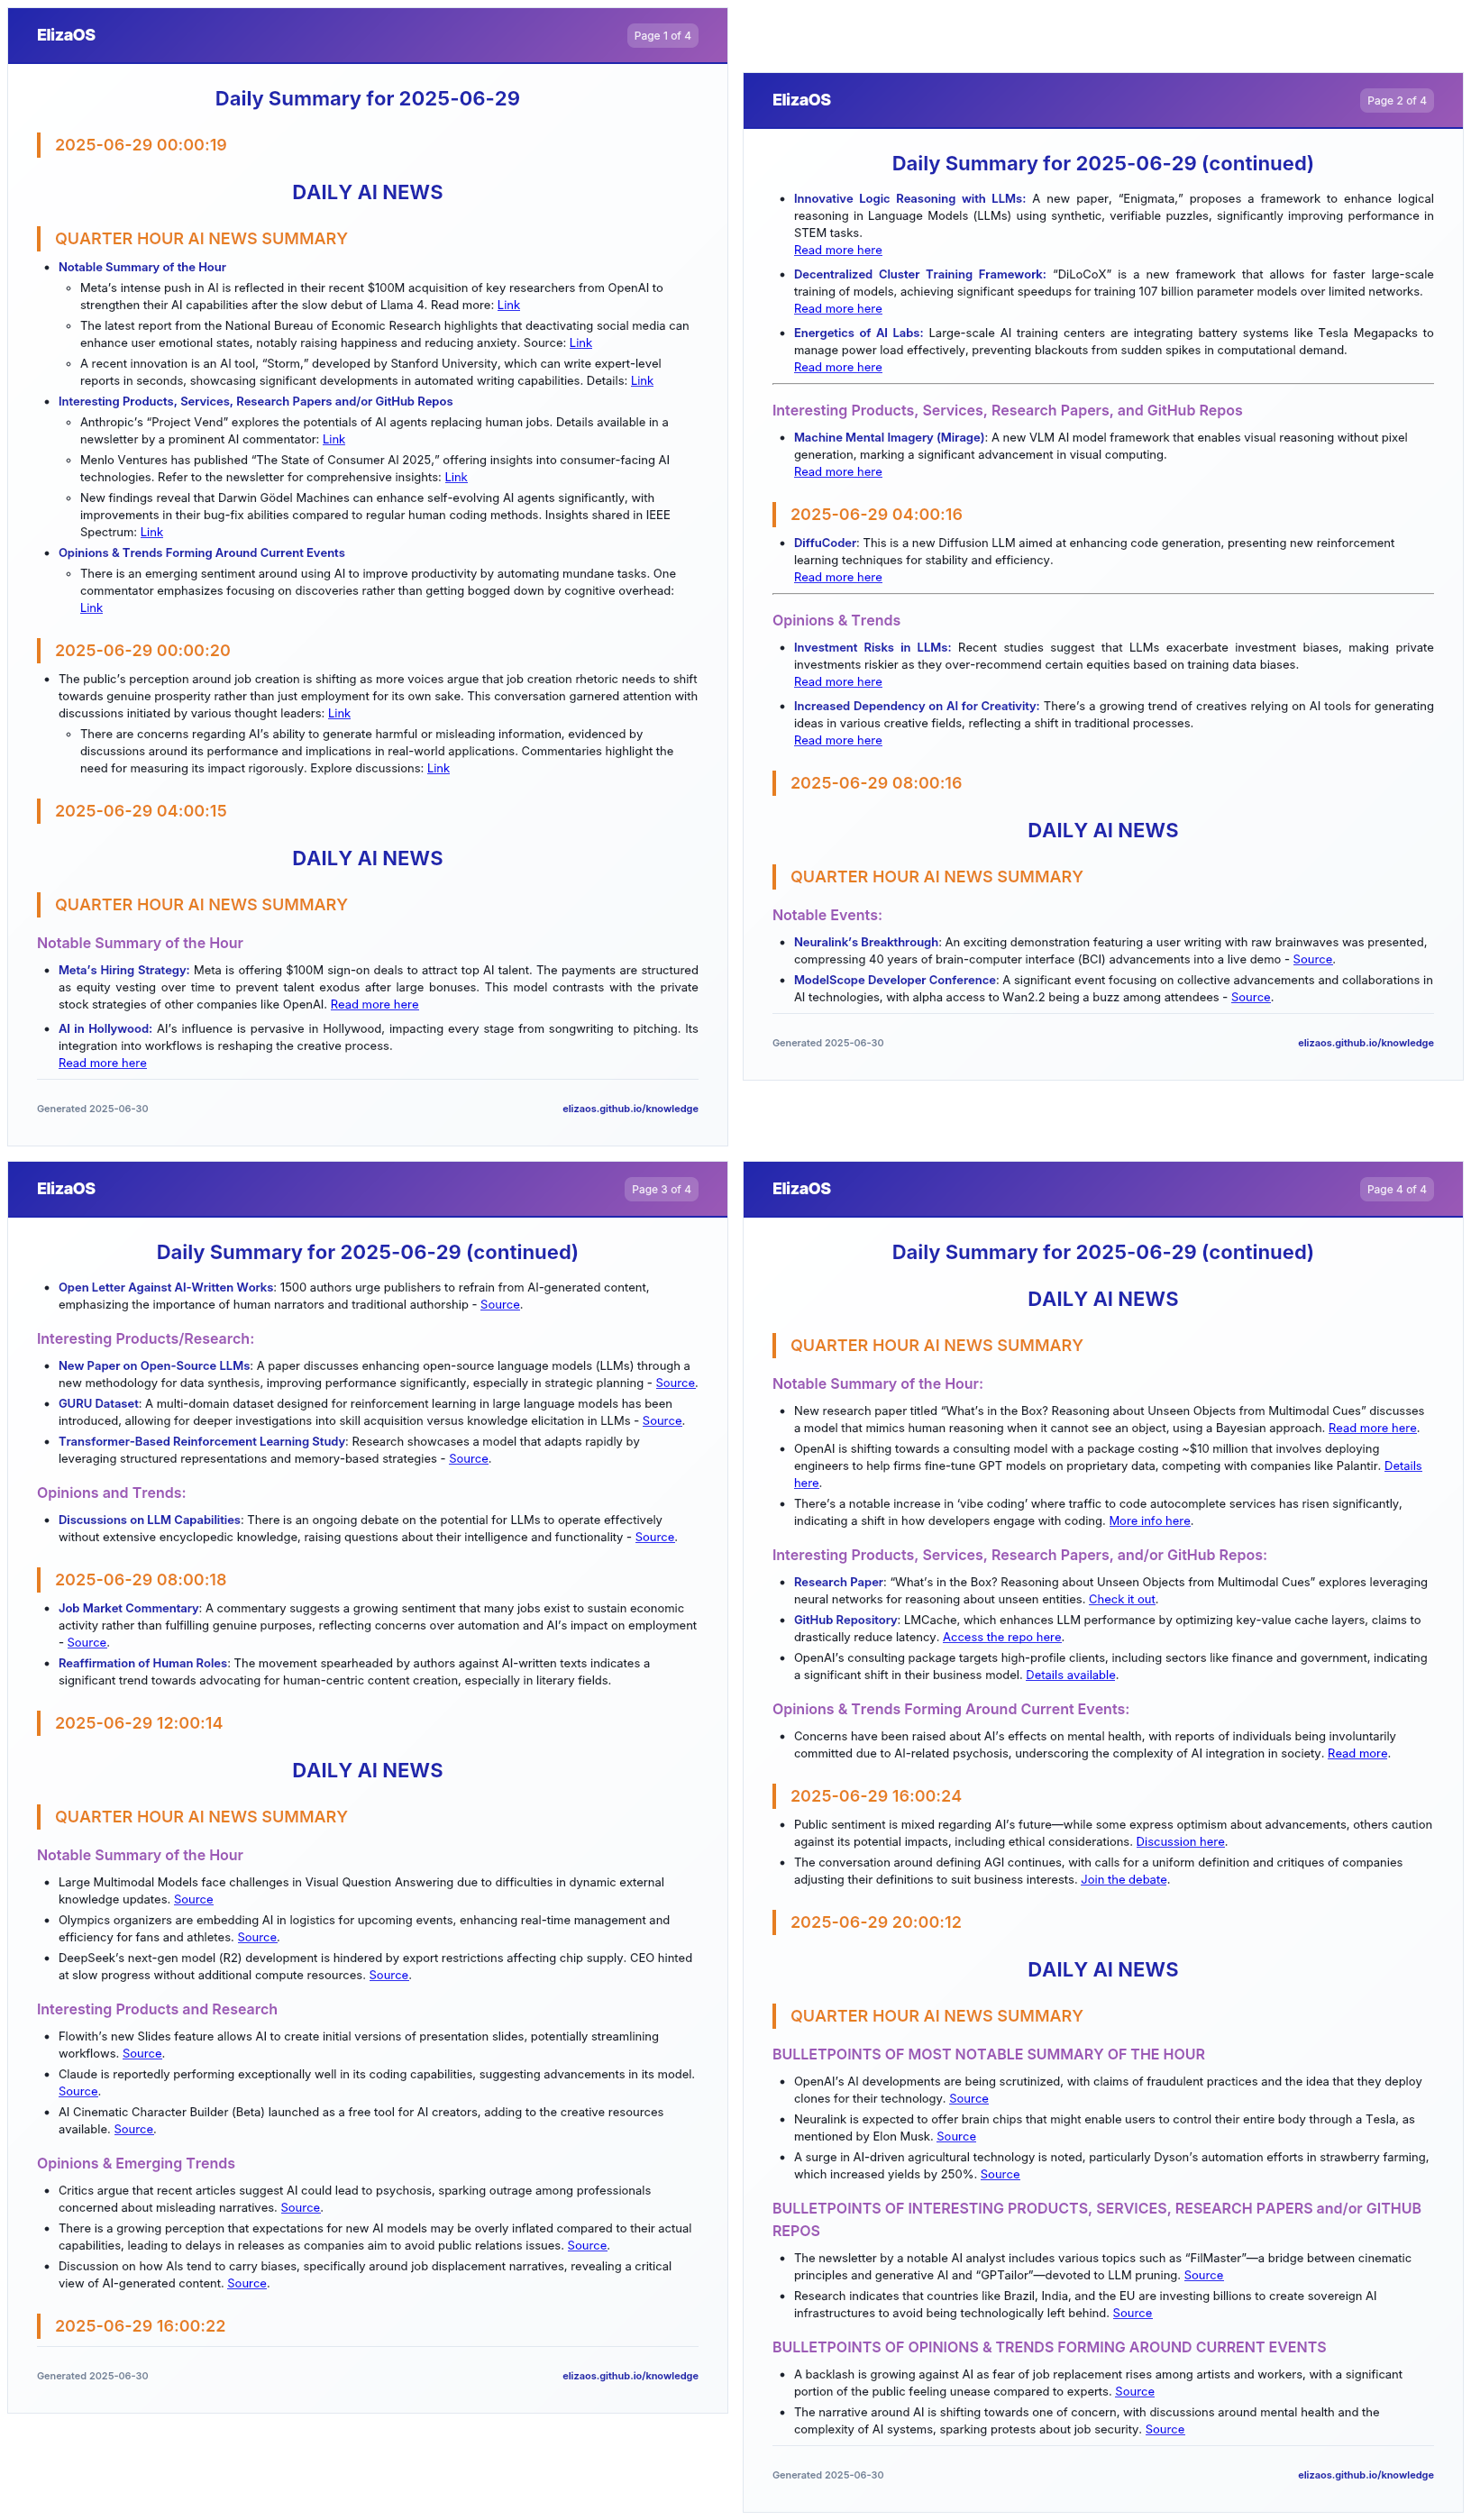 ElizaOS
Page 1 of 4
Daily Summary for 2025-06-29
2025-06-29 00:00:19
DAILY AI NEWS
QUARTER HOUR AI NEWS SUMMARY
• Notable Summary of the Hour
◦ Meta’s intense push in AI is reflected in their recent $100M acquisition of key researchers from OpenAI to
strengthen their AI capabilities after the slow debut of Llama 4. Read more: Link
◦ The latest report from the National Bureau of Economic Research highlights that deactivating social media can
enhance user emotional states, notably raising happiness and reducing anxiety. Source: Link
◦ A recent innovation is an AI tool, “Storm,” developed by Stanford University, which can write expert-level
reports in seconds, showcasing significant developments in automated writing capabilities. Details: Link
• Interesting Products, Services, Research Papers and/or GitHub Repos
◦ Anthropic’s “Project Vend” explores the potentials of AI agents replacing human jobs. Details available in a
newsletter by a prominent AI commentator: Link
◦ Menlo Ventures has published “The State of Consumer AI 2025,” offering insights into consumer-facing AI
technologies. Refer to the newsletter for comprehensive insights: Link
◦ New findings reveal that Darwin Gödel Machines can enhance self-evolving AI agents significantly, with
improvements in their bug-fix abilities compared to regular human coding methods. Insights shared in IEEE
Spectrum: Link
• Opinions & Trends Forming Around Current Events
◦ There is an emerging sentiment around using AI to improve productivity by automating mundane tasks. One
commentator emphasizes focusing on discoveries rather than getting bogged down by cognitive overhead:
Link
2025-06-29 00:00:20
• The public’s perception around job creation is shifting as more voices argue that job creation rhetoric needs to shift
towards genuine prosperity rather than just employment for its own sake. This conversation garnered attention with
discussions initiated by various thought leaders: Link
◦ There are concerns regarding AI’s ability to generate harmful or misleading information, evidenced by
discussions around its performance and implications in real-world applications. Commentaries highlight the
need for measuring its impact rigorously. Explore discussions: Link
2025-06-29 04:00:15
DAILY AI NEWS
QUARTER HOUR AI NEWS SUMMARY
Notable Summary of the Hour
• Meta’s Hiring Strategy: Meta is offering $100M sign-on deals to attract top AI talent. The payments are structured
as equity vesting over time to prevent talent exodus after large bonuses. This model contrasts with the private
stock strategies of other companies like OpenAI. Read more here
• AI in Hollywood: AI’s influence is pervasive in Hollywood, impacting every stage from songwriting to pitching. Its
integration into workflows is reshaping the creative process.
Read more here
Generated 2025-06-30
elizaos.github.io/knowledge
ElizaOS
Page 2 of 4
Daily Summary for 2025-06-29 (continued)
• Innovative Logic Reasoning with LLMs: A new paper, “Enigmata,” proposes a framework to enhance logical
reasoning in Language Models (LLMs) using synthetic, verifiable puzzles, significantly improving performance in
STEM tasks.
Read more here
• Decentralized Cluster Training Framework: “DiLoCoX” is a new framework that allows for faster large-scale
training of models, achieving significant speedups for training 107 billion parameter models over limited networks.
Read more here
• Energetics of AI Labs: Large-scale AI training centers are integrating battery systems like Tesla Megapacks to
manage power load effectively, preventing blackouts from sudden spikes in computational demand.
Read more here
Interesting Products, Services, Research Papers, and GitHub Repos
• Machine Mental Imagery (Mirage): A new VLM AI model framework that enables visual reasoning without pixel
generation, marking a significant advancement in visual computing.
Read more here
2025-06-29 04:00:16
• DiffuCoder: This is a new Diffusion LLM aimed at enhancing code generation, presenting new reinforcement
learning techniques for stability and efficiency.
Read more here
Opinions & Trends
• Investment Risks in LLMs: Recent studies suggest that LLMs exacerbate investment biases, making private
investments riskier as they over-recommend certain equities based on training data biases.
Read more here
• Increased Dependency on AI for Creativity: There’s a growing trend of creatives relying on AI tools for generating
ideas in various creative fields, reflecting a shift in traditional processes.
Read more here
2025-06-29 08:00:16
DAILY AI NEWS
QUARTER HOUR AI NEWS SUMMARY
Notable Events:
• Neuralink’s Breakthrough: An exciting demonstration featuring a user writing with raw brainwaves was presented,
compressing 40 years of brain-computer interface (BCI) advancements into a live demo - Source.
• ModelScope Developer Conference: A significant event focusing on collective advancements and collaborations in
AI technologies, with alpha access to Wan2.2 being a buzz among attendees - Source.
Generated 2025-06-30
elizaos.github.io/knowledge
ElizaOS
Page 3 of 4
Daily Summary for 2025-06-29 (continued)
• Open Letter Against AI-Written Works: 1500 authors urge publishers to refrain from AI-generated content,
emphasizing the importance of human narrators and traditional authorship - Source.
Interesting Products/Research:
• New Paper on Open-Source LLMs: A paper discusses enhancing open-source language models (LLMs) through a
new methodology for data synthesis, improving performance significantly, especially in strategic planning - Source.
• GURU Dataset: A multi-domain dataset designed for reinforcement learning in large language models has been
introduced, allowing for deeper investigations into skill acquisition versus knowledge elicitation in LLMs - Source.
• Transformer-Based Reinforcement Learning Study: Research showcases a model that adapts rapidly by
leveraging structured representations and memory-based strategies - Source.
Opinions and Trends:
• Discussions on LLM Capabilities: There is an ongoing debate on the potential for LLMs to operate effectively
without extensive encyclopedic knowledge, raising questions about their intelligence and functionality - Source.
2025-06-29 08:00:18
• Job Market Commentary: A commentary suggests a growing sentiment that many jobs exist to sustain economic
activity rather than fulfilling genuine purposes, reflecting concerns over automation and AI’s impact on employment
- Source.
• Reaffirmation of Human Roles: The movement spearheaded by authors against AI-written texts indicates a
significant trend towards advocating for human-centric content creation, especially in literary fields.
2025-06-29 12:00:14
DAILY AI NEWS
QUARTER HOUR AI NEWS SUMMARY
Notable Summary of the Hour
• Large Multimodal Models face challenges in Visual Question Answering due to difficulties in dynamic external
knowledge updates. Source
• Olympics organizers are embedding AI in logistics for upcoming events, enhancing real-time management and
efficiency for fans and athletes. Source.
• DeepSeek’s next-gen model (R2) development is hindered by export restrictions affecting chip supply. CEO hinted
at slow progress without additional compute resources. Source.
Interesting Products and Research
• Flowith’s new Slides feature allows AI to create initial versions of presentation slides, potentially streamlining
workflows. Source.
• Claude is reportedly performing exceptionally well in its coding capabilities, suggesting advancements in its model.
Source.
• AI Cinematic Character Builder (Beta) launched as a free tool for AI creators, adding to the creative resources
available. Source.
Opinions & Emerging Trends
• Critics argue that recent articles suggest AI could lead to psychosis, sparking outrage among professionals
concerned about misleading narratives. Source.
• There is a growing perception that expectations for new AI models may be overly inflated compared to their actual
capabilities, leading to delays in releases as companies aim to avoid public relations issues. Source.
• Discussion on how AIs tend to carry biases, specifically around job displacement narratives, revealing a critical
view of AI-generated content. Source.
2025-06-29 16:00:22
Generated 2025-06-30
elizaos.github.io/knowledge
ElizaOS
Page 4 of 4
Daily Summary for 2025-06-29 (continued)
DAILY AI NEWS
QUARTER HOUR AI NEWS SUMMARY
Notable Summary of the Hour:
• New research paper titled “What’s in the Box? Reasoning about Unseen Objects from Multimodal Cues” discusses
a model that mimics human reasoning when it cannot see an object, using a Bayesian approach. Read more here.
• OpenAI is shifting towards a consulting model with a package costing ~$10 million that involves deploying
engineers to help firms fine-tune GPT models on proprietary data, competing with companies like Palantir. Details
here.
• There’s a notable increase in ‘vibe coding’ where traffic to code autocomplete services has risen significantly,
indicating a shift in how developers engage with coding. More info here.
Interesting Products, Services, Research Papers, and/or GitHub Repos:
• Research Paper: “What’s in the Box? Reasoning about Unseen Objects from Multimodal Cues” explores leveraging
neural networks for reasoning about unseen entities. Check it out.
• GitHub Repository: LMCache, which enhances LLM performance by optimizing key-value cache layers, claims to
drastically reduce latency. Access the repo here.
• OpenAI’s consulting package targets high-profile clients, including sectors like finance and government, indicating
a significant shift in their business model. Details available.
Opinions & Trends Forming Around Current Events:
• Concerns have been raised about AI’s effects on mental health, with reports of individuals being involuntarily
committed due to AI-related psychosis, underscoring the complexity of AI integration in society. Read more.
2025-06-29 16:00:24
• Public sentiment is mixed regarding AI’s future—while some express optimism about advancements, others caution
against its potential impacts, including ethical considerations. Discussion here.
• The conversation around defining AGI continues, with calls for a uniform definition and critiques of companies
adjusting their definitions to suit business interests. Join the debate.
2025-06-29 20:00:12
DAILY AI NEWS
QUARTER HOUR AI NEWS SUMMARY
BULLETPOINTS OF MOST NOTABLE SUMMARY OF THE HOUR
• OpenAI’s AI developments are being scrutinized, with claims of fraudulent practices and the idea that they deploy
clones for their technology. Source
• Neuralink is expected to offer brain chips that might enable users to control their entire body through a Tesla, as
mentioned by Elon Musk. Source
• A surge in AI-driven agricultural technology is noted, particularly Dyson’s automation efforts in strawberry farming,
which increased yields by 250%. Source
BULLETPOINTS OF INTERESTING PRODUCTS, SERVICES, RESEARCH PAPERS and/or GITHUB
REPOS
• The newsletter by a notable AI analyst includes various topics such as “FilMaster”—a bridge between cinematic
principles and generative AI and “GPTailor”—devoted to LLM pruning. Source
• Research indicates that countries like Brazil, India, and the EU are investing billions to create sovereign AI
infrastructures to avoid being technologically left behind. Source
BULLETPOINTS OF OPINIONS & TRENDS FORMING AROUND CURRENT EVENTS
• A backlash is growing against AI as fear of job replacement rises among artists and workers, with a significant
portion of the public feeling unease compared to experts. Source
• The narrative around AI is shifting towards one of concern, with discussions around mental health and the
complexity of AI systems, sparking protests about job security. Source
Generated 2025-06-30
elizaos.github.io/knowledge